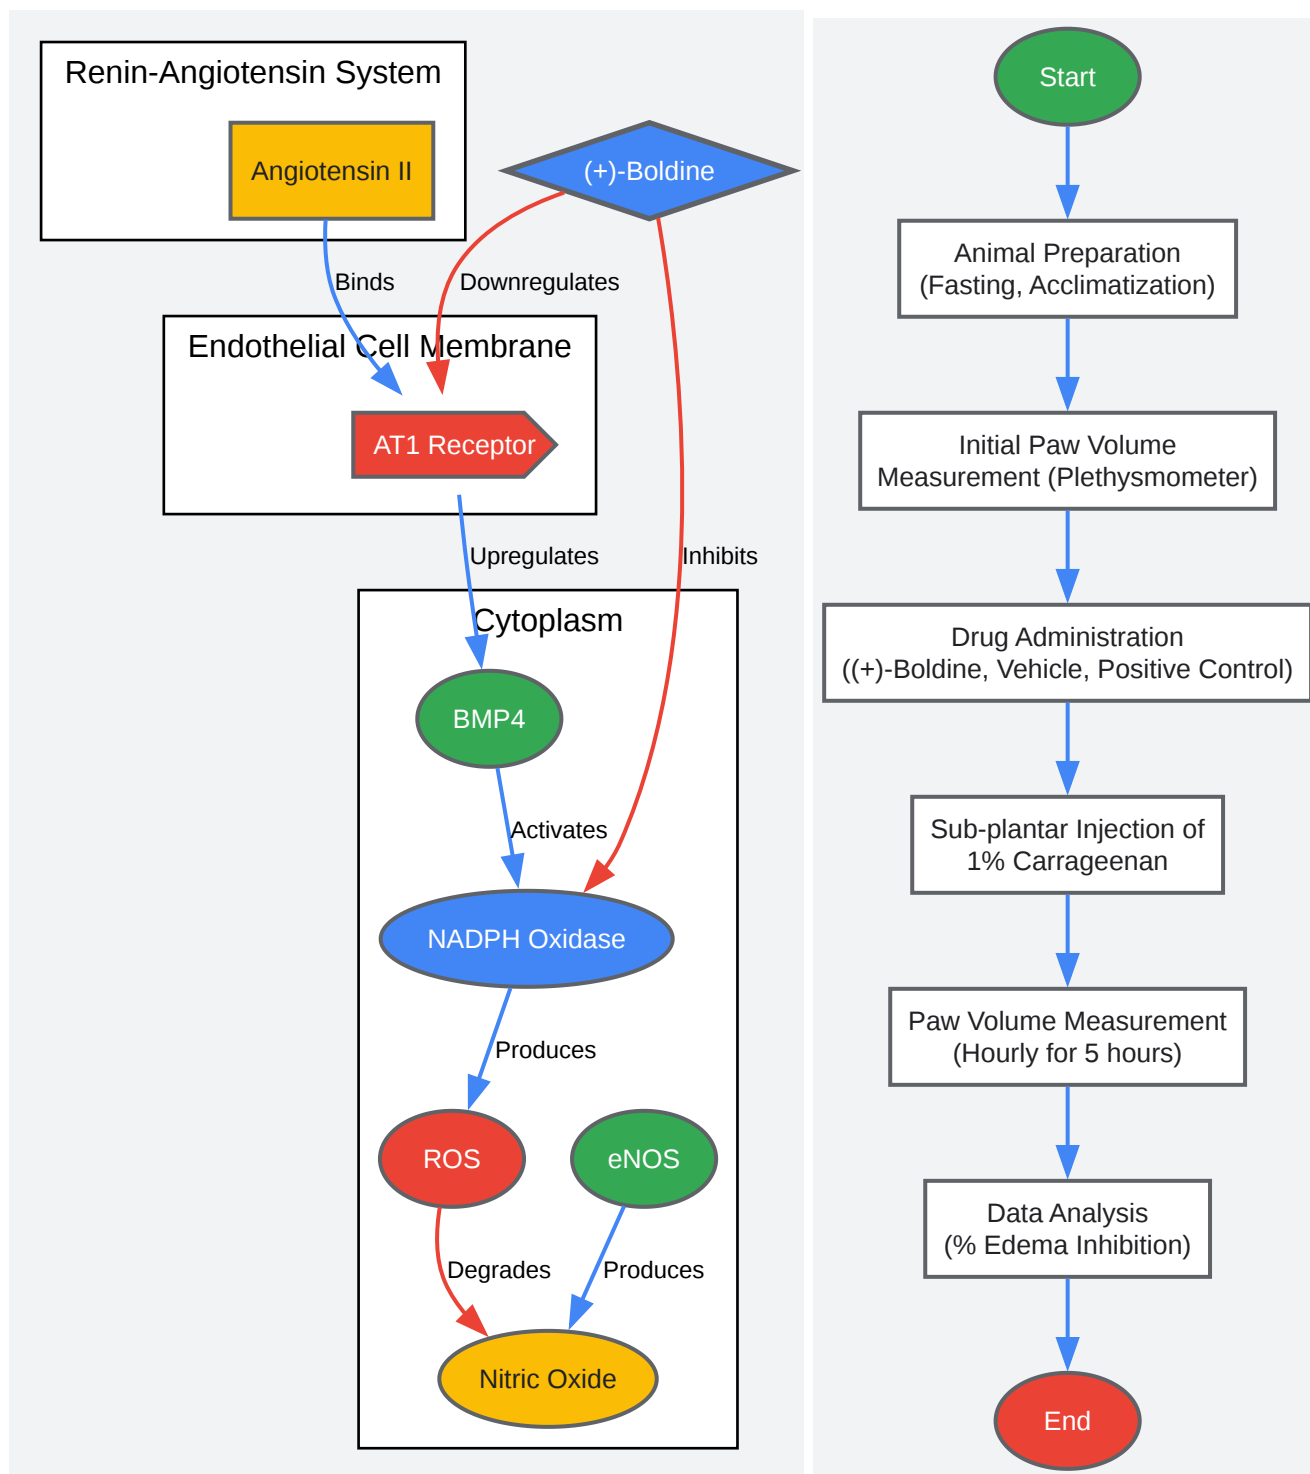 Renin-Angiotensin System
Angiotensin II
(+)-Boldine
Binds
Downregulates
Endothelial Cell Membrane
AT1 Receptor
Upregulates
Inhibits
Cytoplasm
BMP4
Activates
NADPH Oxidase
Produces
ROS
eNOS
Degrades
Produces
Nitric Oxide
Start
Animal Preparation
(Fasting, Acclimatization)
Initial Paw Volume
Measurement (Plethysmometer)
Drug Administration
((+)-Boldine, Vehicle, Positive Control)
Sub-plantar Injection of
1% Carrageenan
Paw Volume Measurement
(Hourly for 5 hours)
Data Analysis
(% Edema Inhibition)
End